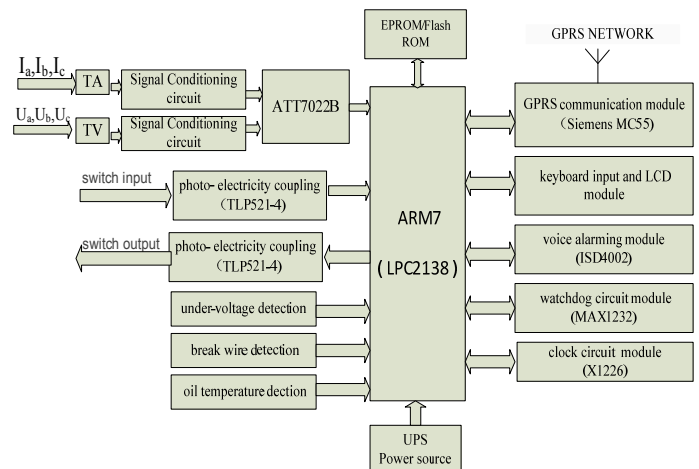 EPROM/Flash
ROM
GPRS NETWORK
Ia,Ib,Ic
TA
Signal Conditioning
circuit
ATT7022B
Ua,Ub,Uc
TV
Signal Conditioning
circuit
GPRS communication module
(Siemens MC55)
switch input
photo- electricity coupling
(TLP521-4)
keyboard input and LCD
module
ARM7
(LPC2138)
switch output
photo- electricity coupling
(TLP521-4)
voice alarming module
(ISD4002)
under-voltage detection
watchdog circuit module
(MAX1232)
break wire detection
clock circuit module
(X1226)
oil temperature dection
UPS
Power source